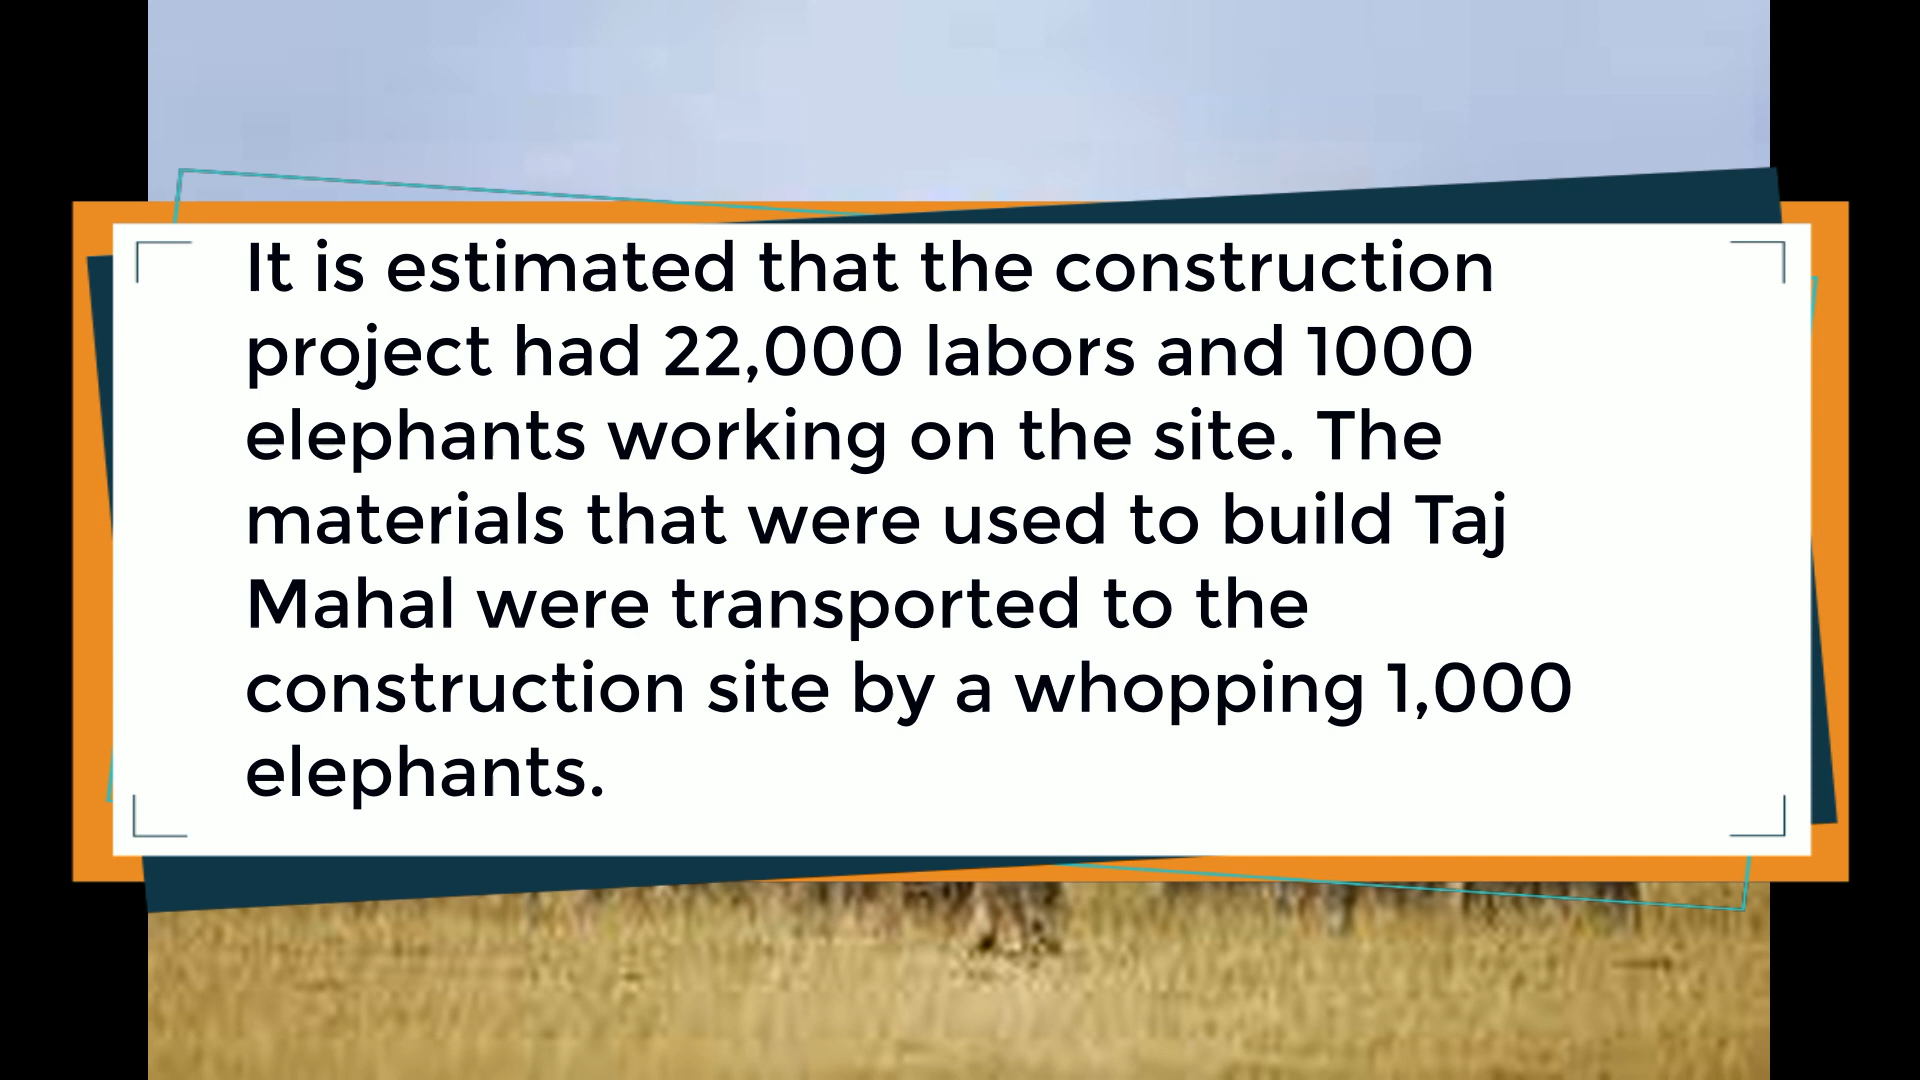 It is estimated that the construction
project had 22,000 labors and 1000
elephants working on the site. The
materials that were used to build Taj
Mahal were transported to the
construction site by a whopping 1,000
elephants.